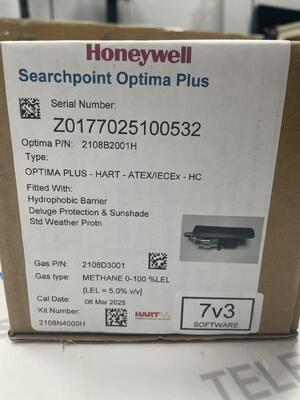 Honeywell
Searchpoint Optima Plus
Serial Number:
Z0177025100532
Optima P/N: 2108B2001H
Type:
OPTIMA PLUS - HART - ATEX/IECEx - HC
Fitted With:
Hydrophobic Barrier
Deluge Protection & Sunshade
Std Weather Protn
Gas P/N: 2108D3001
Gas type: METHANE 0-100 %LEL
[LEL = 5.0% v/v]
Cal Date: 08 Mar 2025
Kit Number:
2108N4000H
HART
7v3
SOFTWARE
TELE